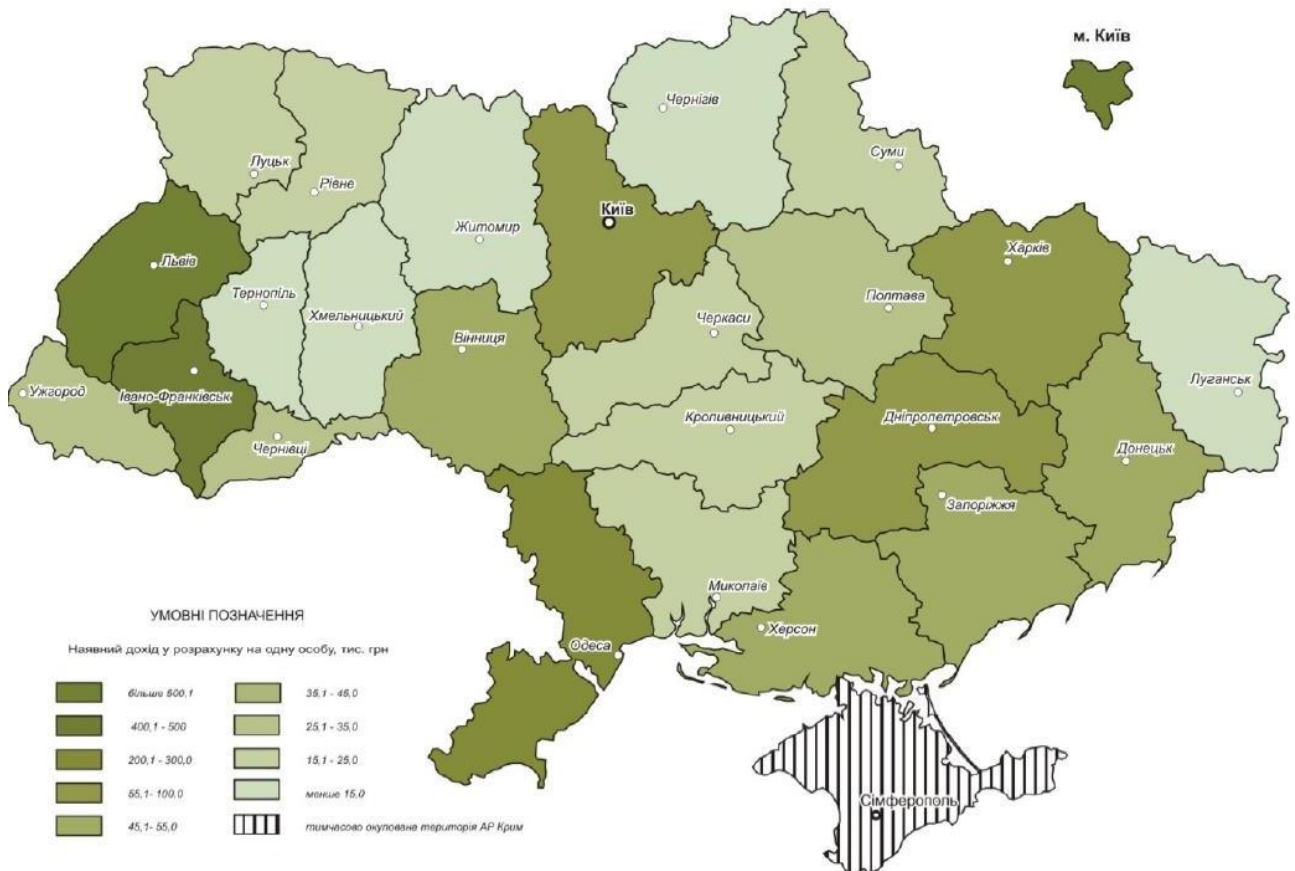 м. Київ
Чернігів
Суми
Луцьк
Рівне
Київ
Житомир
Харків
Львів
Тернопіль
Хмельницький
Полтава
Черкаси
Вінниця
Луганськ
Ужгород
Івано-Франківськ
Кропивницький
Дніпропетровськ
Чернівці
Донецьк
Запоріжжя
Миколаїв
Херсон
Одеса
Сімферополь
УМОВНІ ПОЗНАЧЕННЯ
Наявний дохід у розрахунку на одну особу, тис. грн
більше 500,1
400,1 - 500
200,1 - 300,0
55,1- 100,0
45,1- 55,0
35,1 - 45,0
25,1 - 35,0
15,1 - 25,0
менше 15,0
тимчасово окупована територія АР Крим